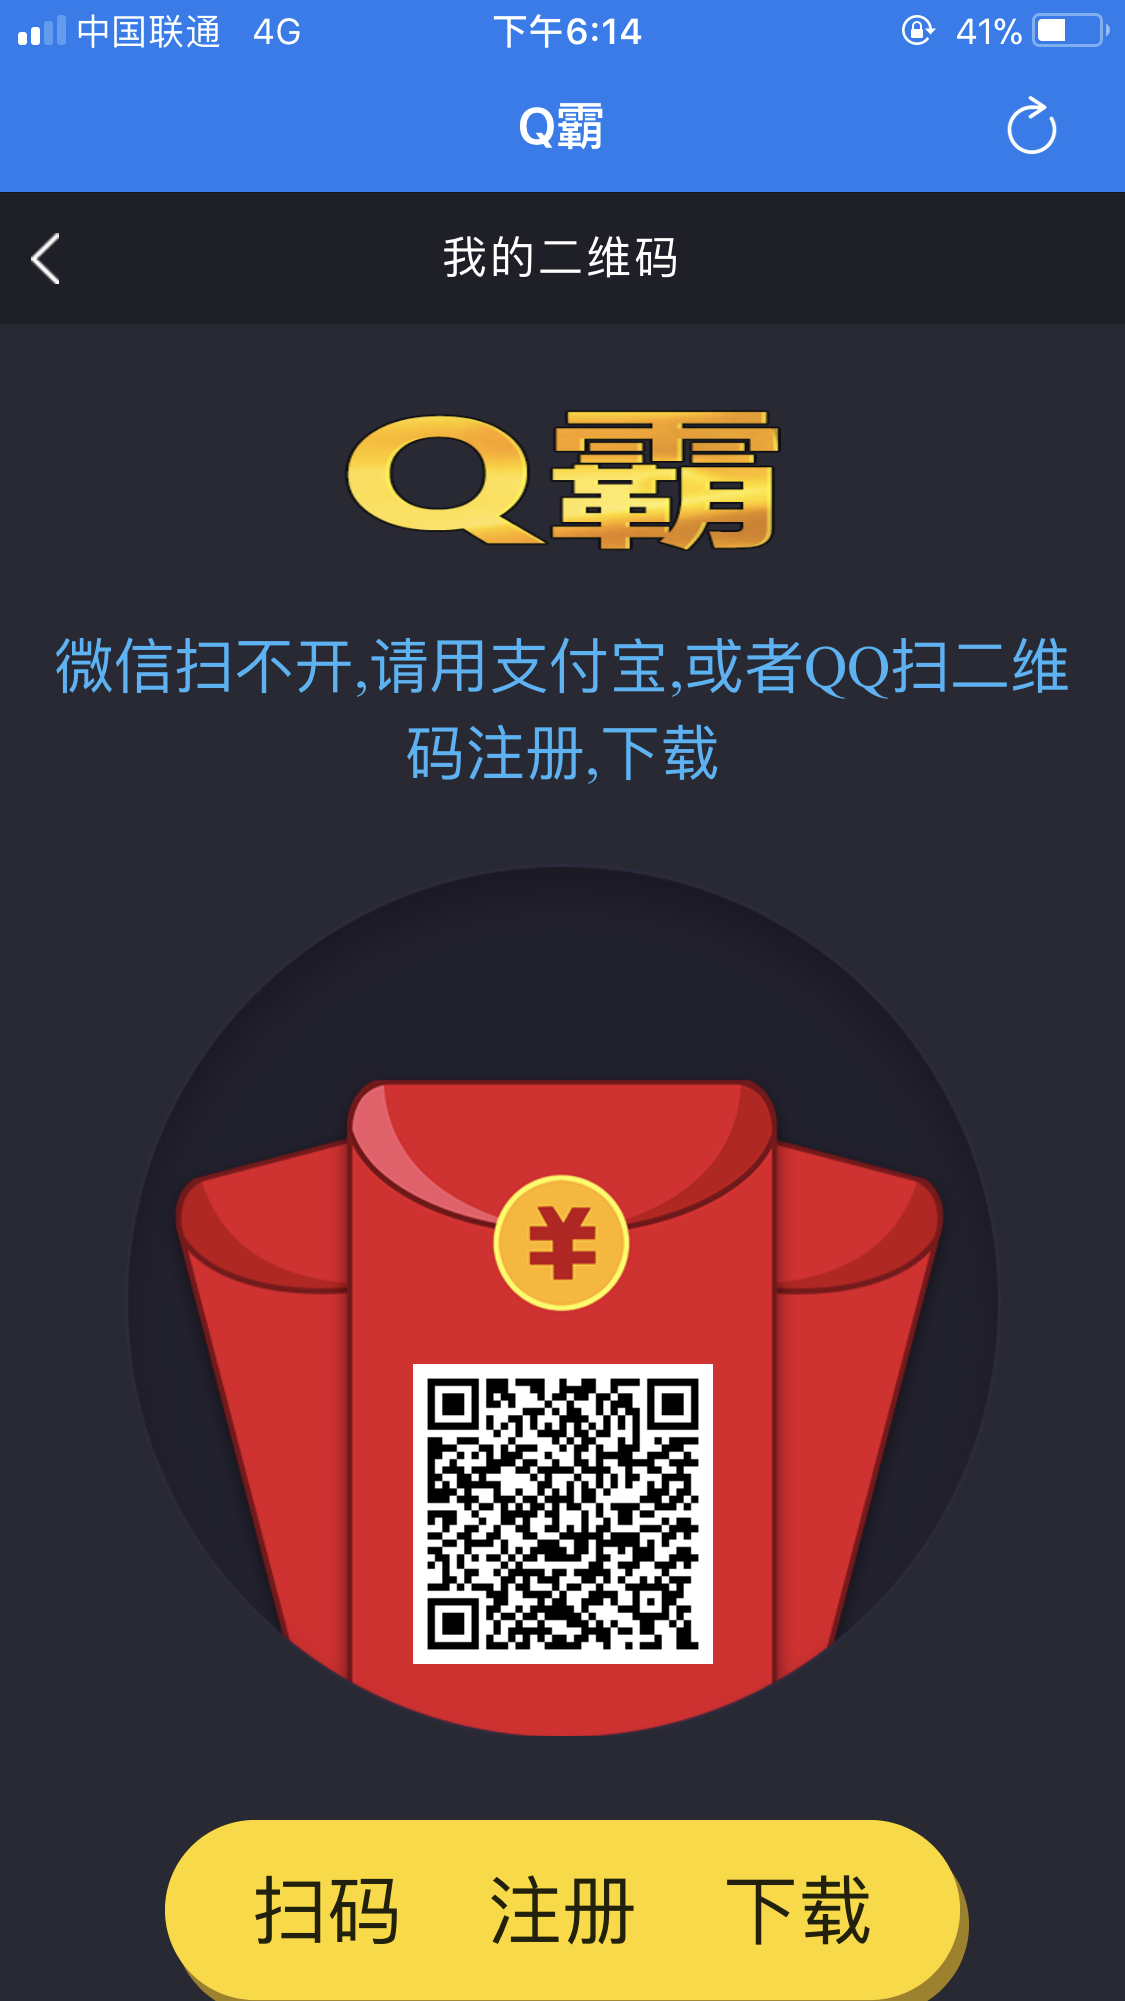 中国联通 4G 下午6:14 41%
Q霸
我的二维码
Q霸
微信扫不开,请用支付宝,或者QQ扫二维
码注册,下载
¥
扫码 注册 下载